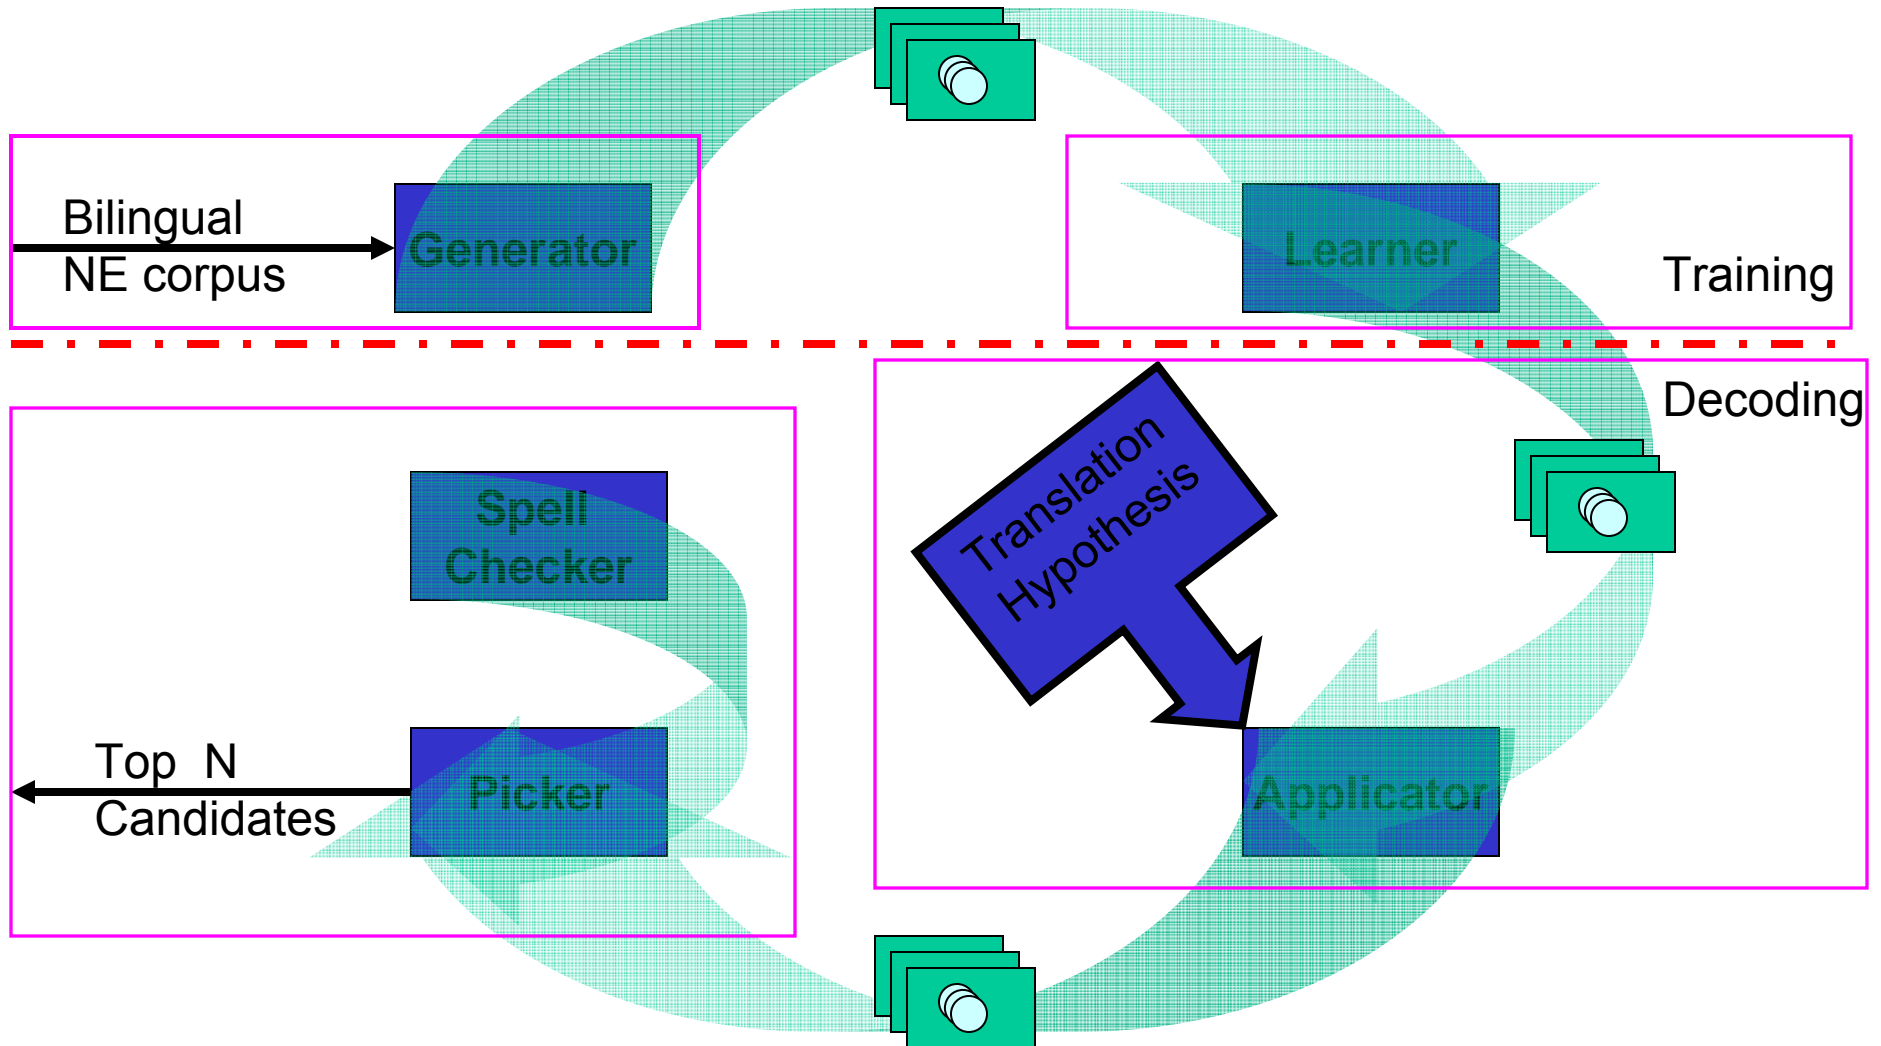 Bilingual
NE corpus
Generator
Learner
Training
Decoding
Translation
Hypothesis
Spell
Checker
Top N
Candidates
Picker
Applicator